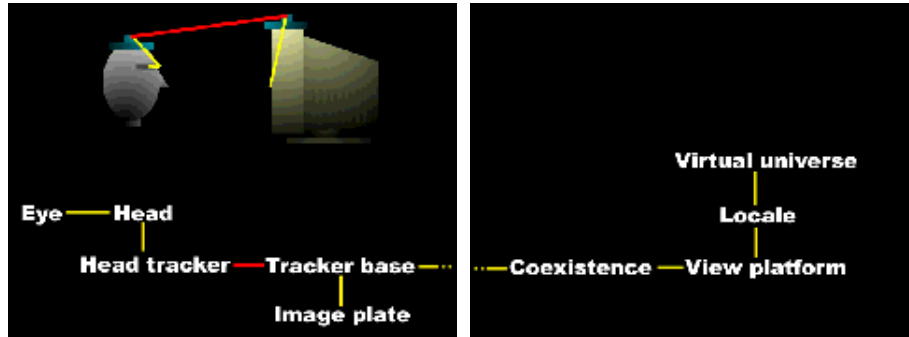 Virtual universe
Eye Head
Locale
Head tracker Tracker base
Coexistence View platform
Image plate